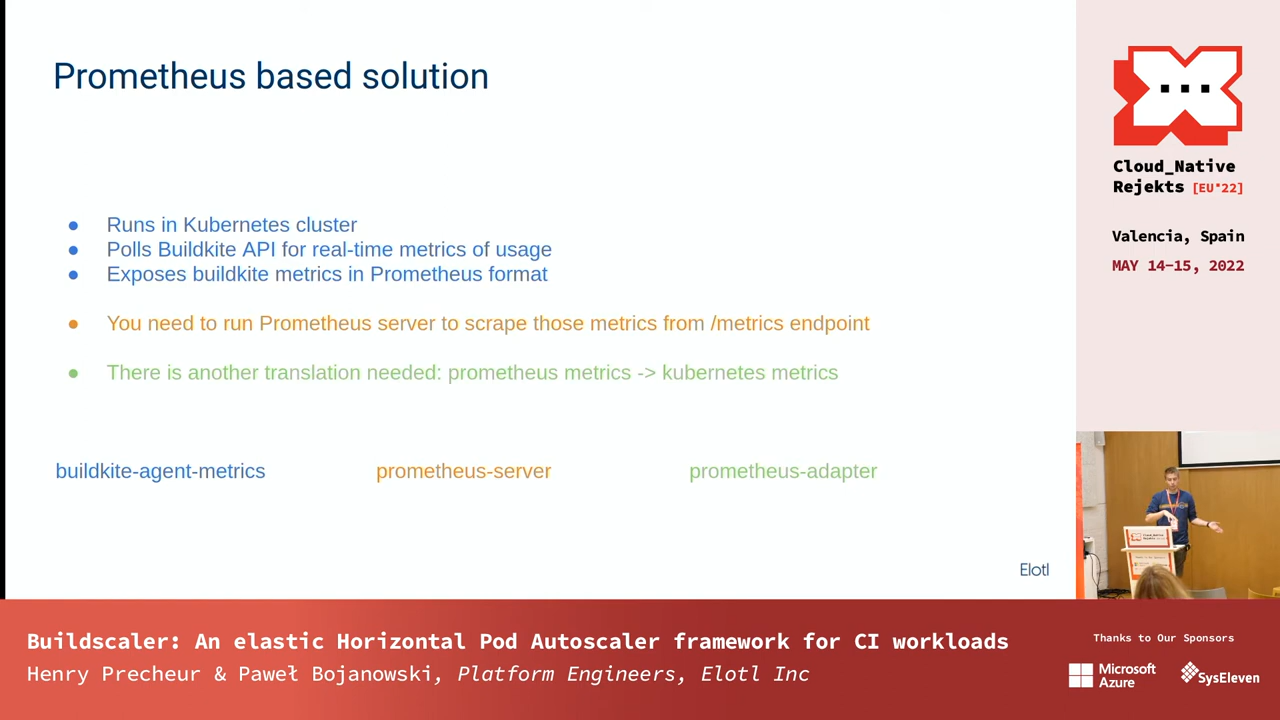 Prometheus based solution
● Runs in Kubernetes cluster
● Polls Buildkite API for real-time metrics of usage
● Exposes buildkite metrics in Prometheus format
● You need to run Prometheus server to scrape those metrics from /metrics endpoint
● There is another translation needed: prometheus metrics -> kubernetes metrics
buildkite-agent-metrics
prometheus-server
prometheus-adapter
Elotl
Cloud_Native
Rejekts [EU*22]
Valencia, Spain
MAY 14-15, 2022
Cloud_Native
Rejekts
Buildscaler: An elastic Horizontal Pod Autoscaler framework for CI workloads
Henry Precheur & Paweł Bojanowski, Platform Engineers, Elotl Inc
Thanks to Our Sponsors
Microsoft
Azure
SysEleven